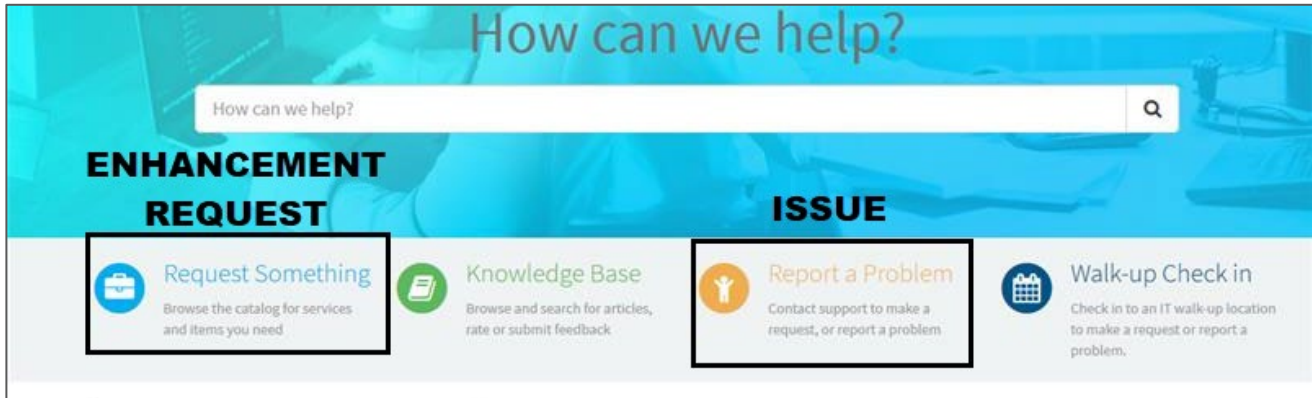 How can we help?
How can we help?
ENHANCEMENT
REQUEST
ISSUE
Request Something
Browse the catalog for services
and items you need
Knowledge Base
Browse and search for articles,
rate or submit feedback
Report a Problem
Contact support to make a
request, or report a problem
Walk-up Check in
Check in to an IT walk-up location
to make a request or report a
problem.